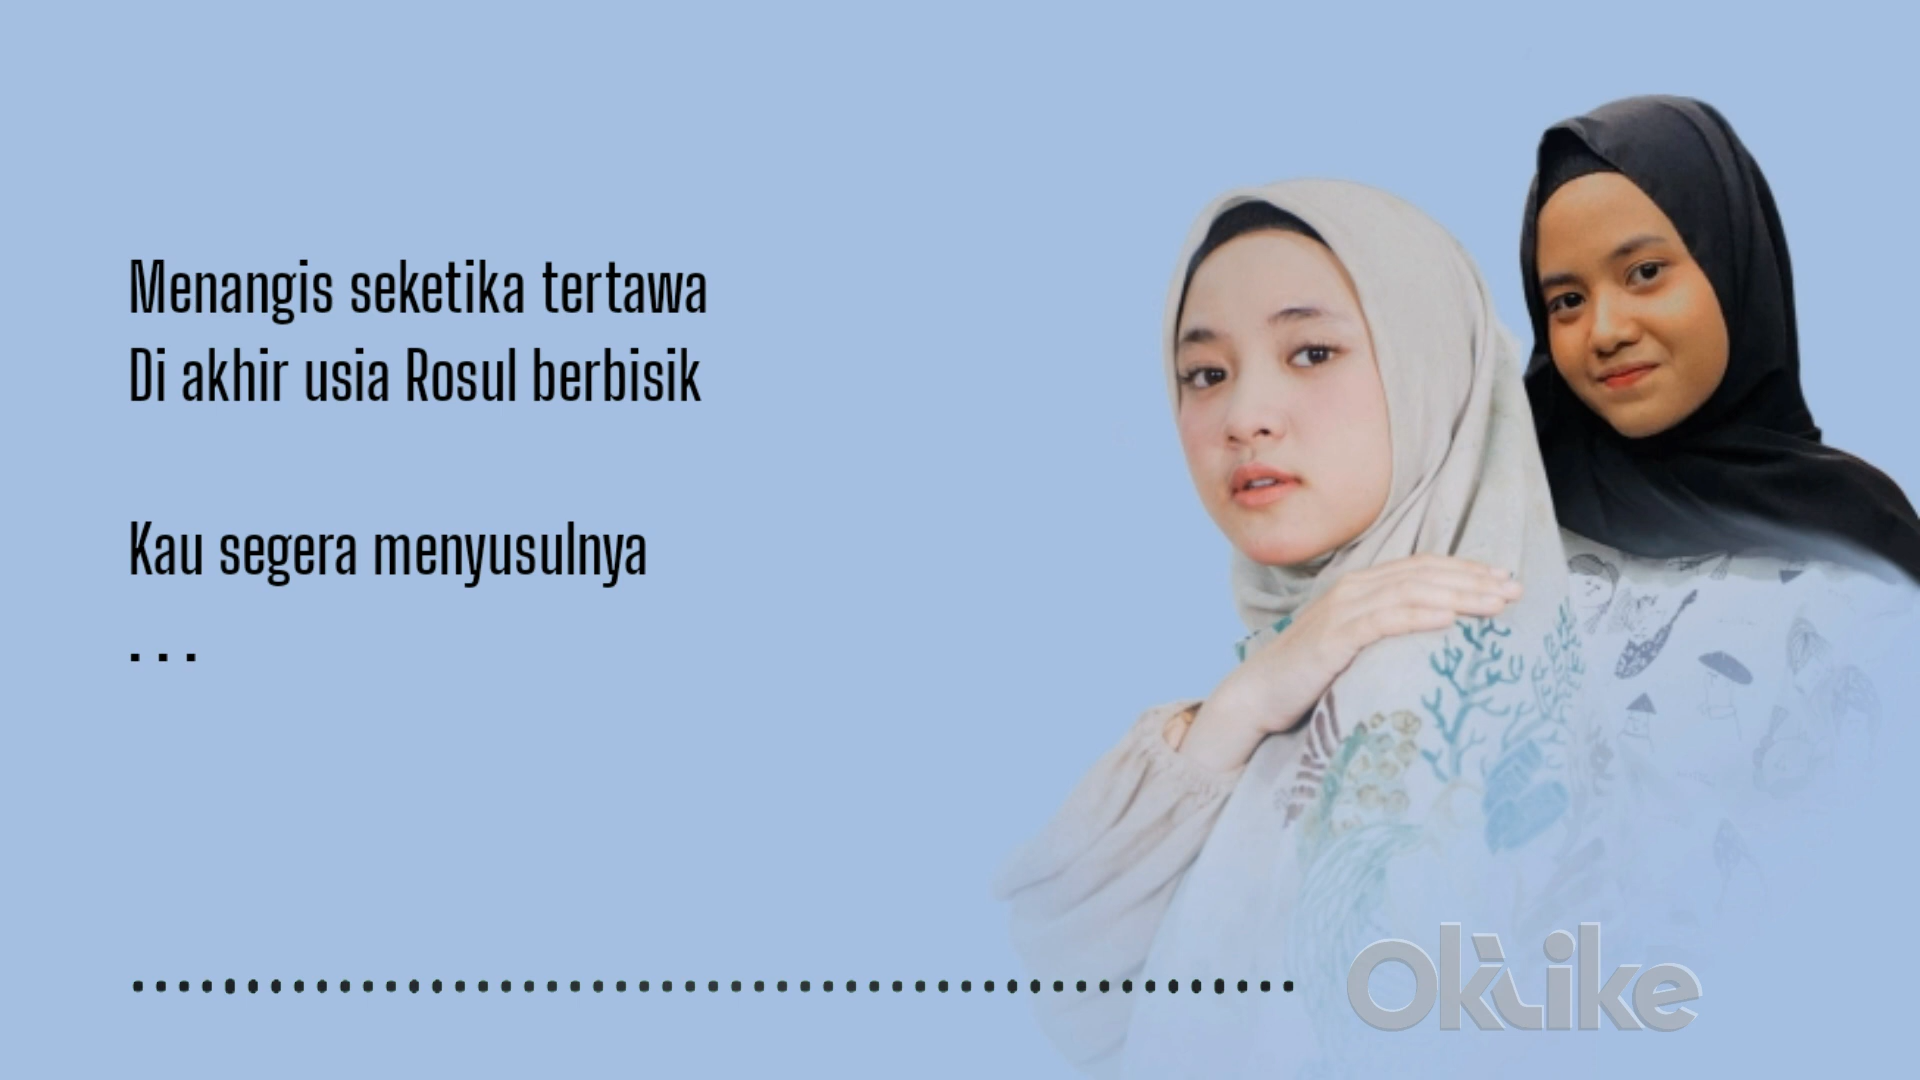 Menangis seketika tertawa
Di akhir usia Rosul berbisik
Kau segera menyusulnya
. . .
Oklike